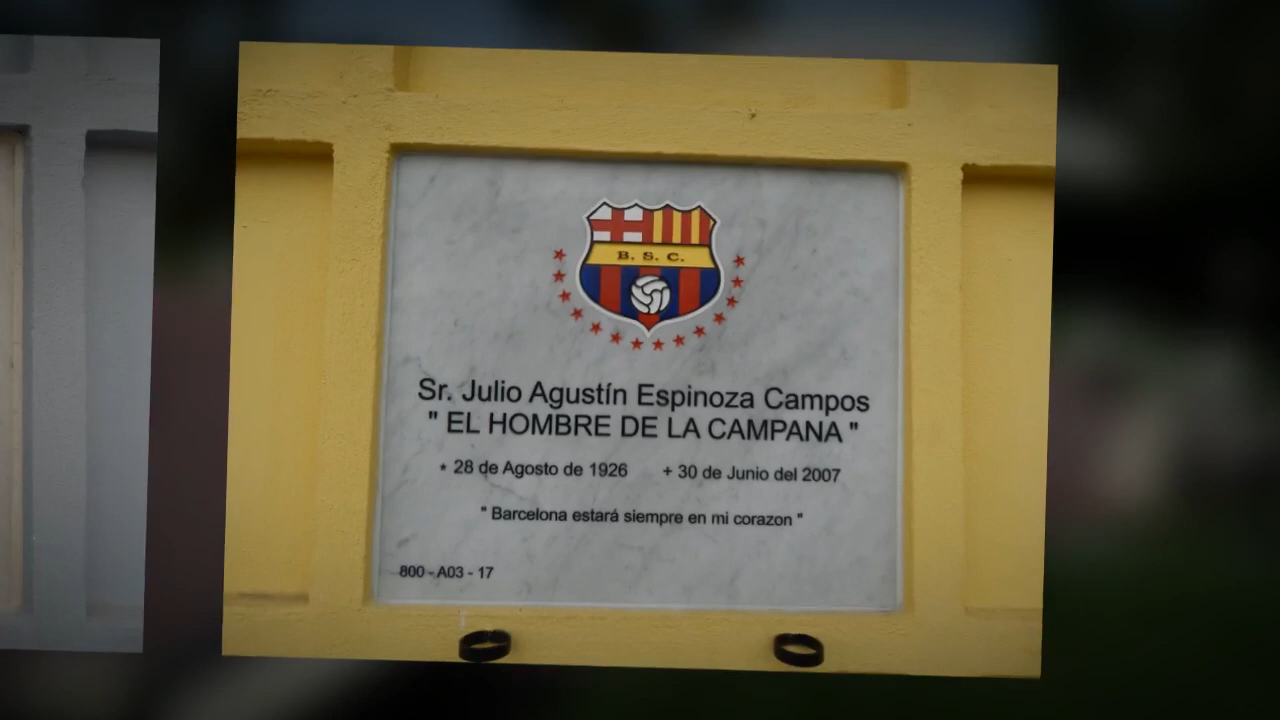 B. S. C.
Sr. Julio Agustín Espinoza Campos
" EL HOMBRE DE LA CAMPANA "
* 28 de Agosto de 1926 + 30 de Junio del 2007
" Barcelona estará siempre en mi corazon "
800 - A03 - 17